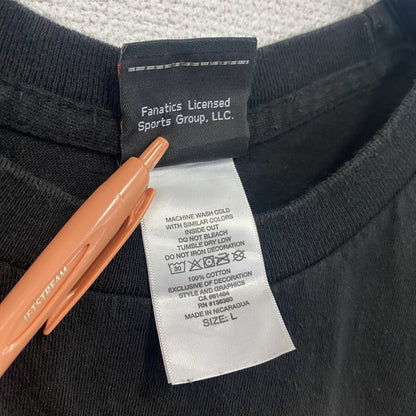 Fanatics Licensed
Sports Group, LLC.
MACHINE WASH COLD
WITH SIMILAR COLORS
INSIDE OUT
DO NOT BLEACH
TUMBLE DRY LOW
DO NOT IRON DECORATION
30
100% COTTON
EXCLUSIVE OF DECORATION
STYLE AND GRAPHICS
CA #61484
RN #138360
MADE IN NICARAGUA
SIZE: L
JETSTREAM